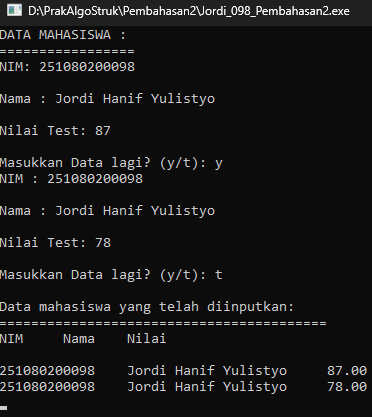 D:\PrakAlgoStruk\Pembahasan2\Jordi_098_Pembahasan2.exe
DATA MAHASISWA :
=================
NIM: 251080200098
Nama : Jordi Hanif Yulistyo
Nilai Test: 87
Masukkan Data lagi? (y/t): y
NIM : 251080200098
Nama : Jordi Hanif Yulistyo
Nilai Test: 78
Masukkan Data lagi? (y/t): t
Data mahasiswa yang telah diinputkan:
=========================================
NIM     Nama    Nilai
251080200098    Jordi Hanif Yulistyo     87.00
251080200098    Jordi Hanif Yulistyo     78.00